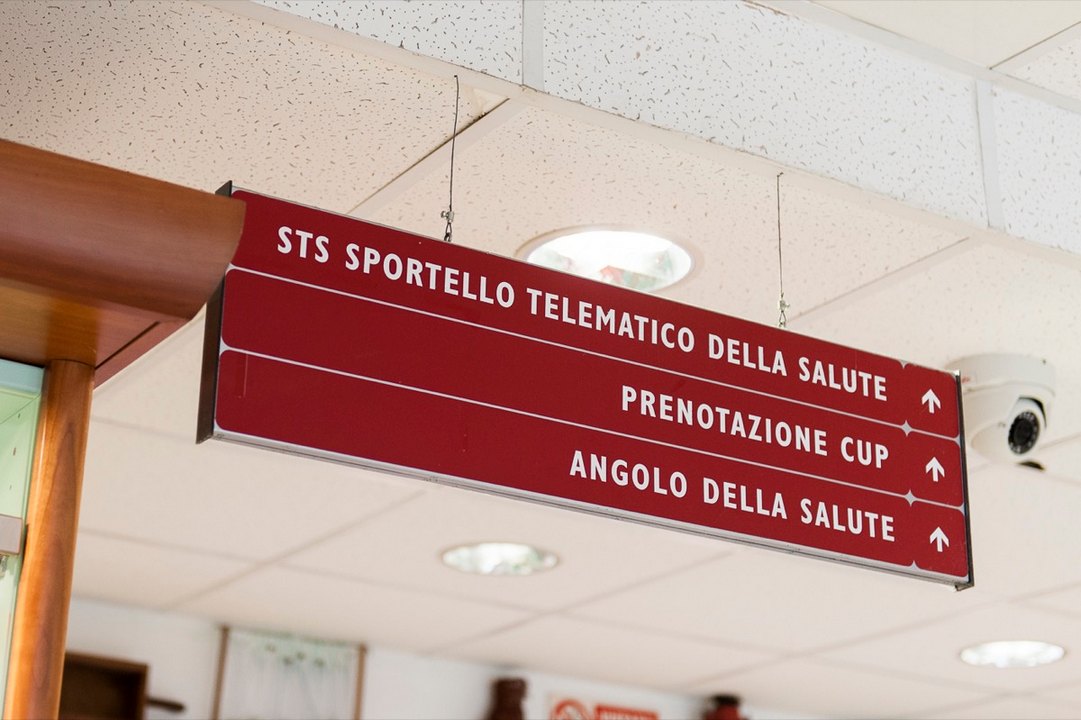 STS SPORTELLO TELEMATICO DELLA SALUTE
PRENOTAZIONE CUP
ANGOLO DELLA SALUTE